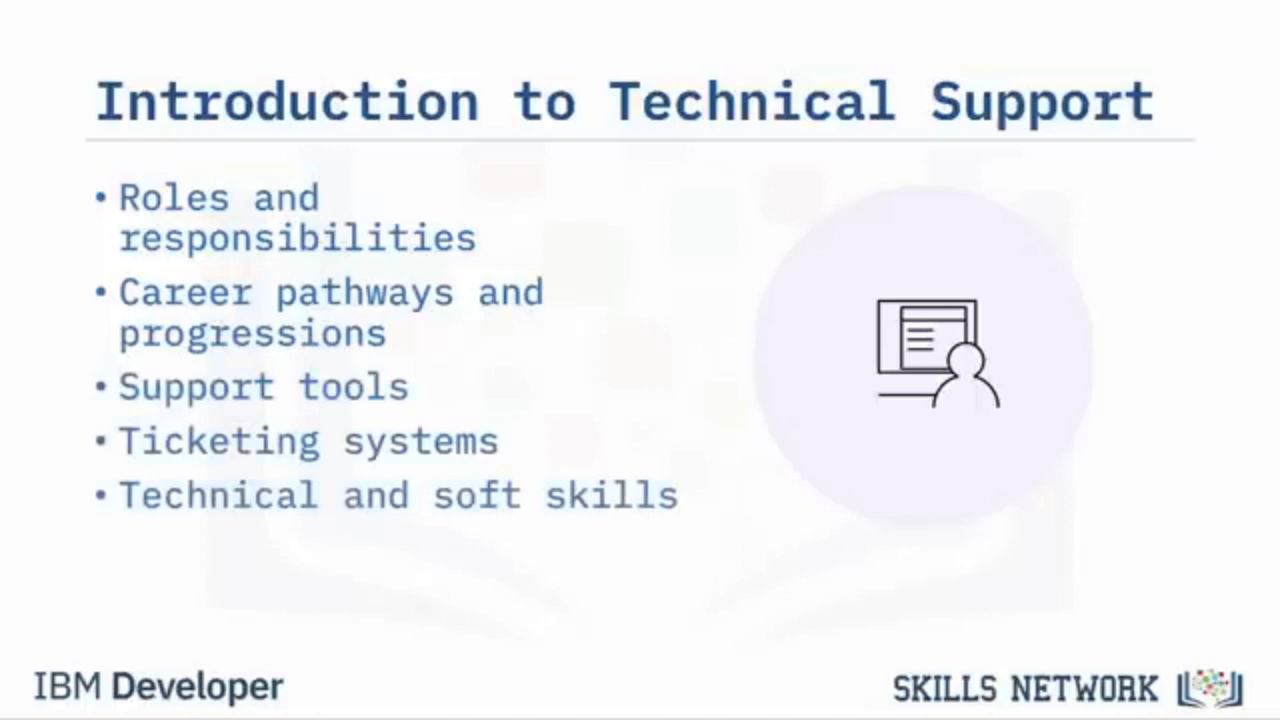 Introduction to Technical Support
• Roles and
responsibilities
• Career pathways and
progressions
• Support tools
• Ticketing systems
• Technical and soft skills
IBM Developer
SKILLS NETWORK